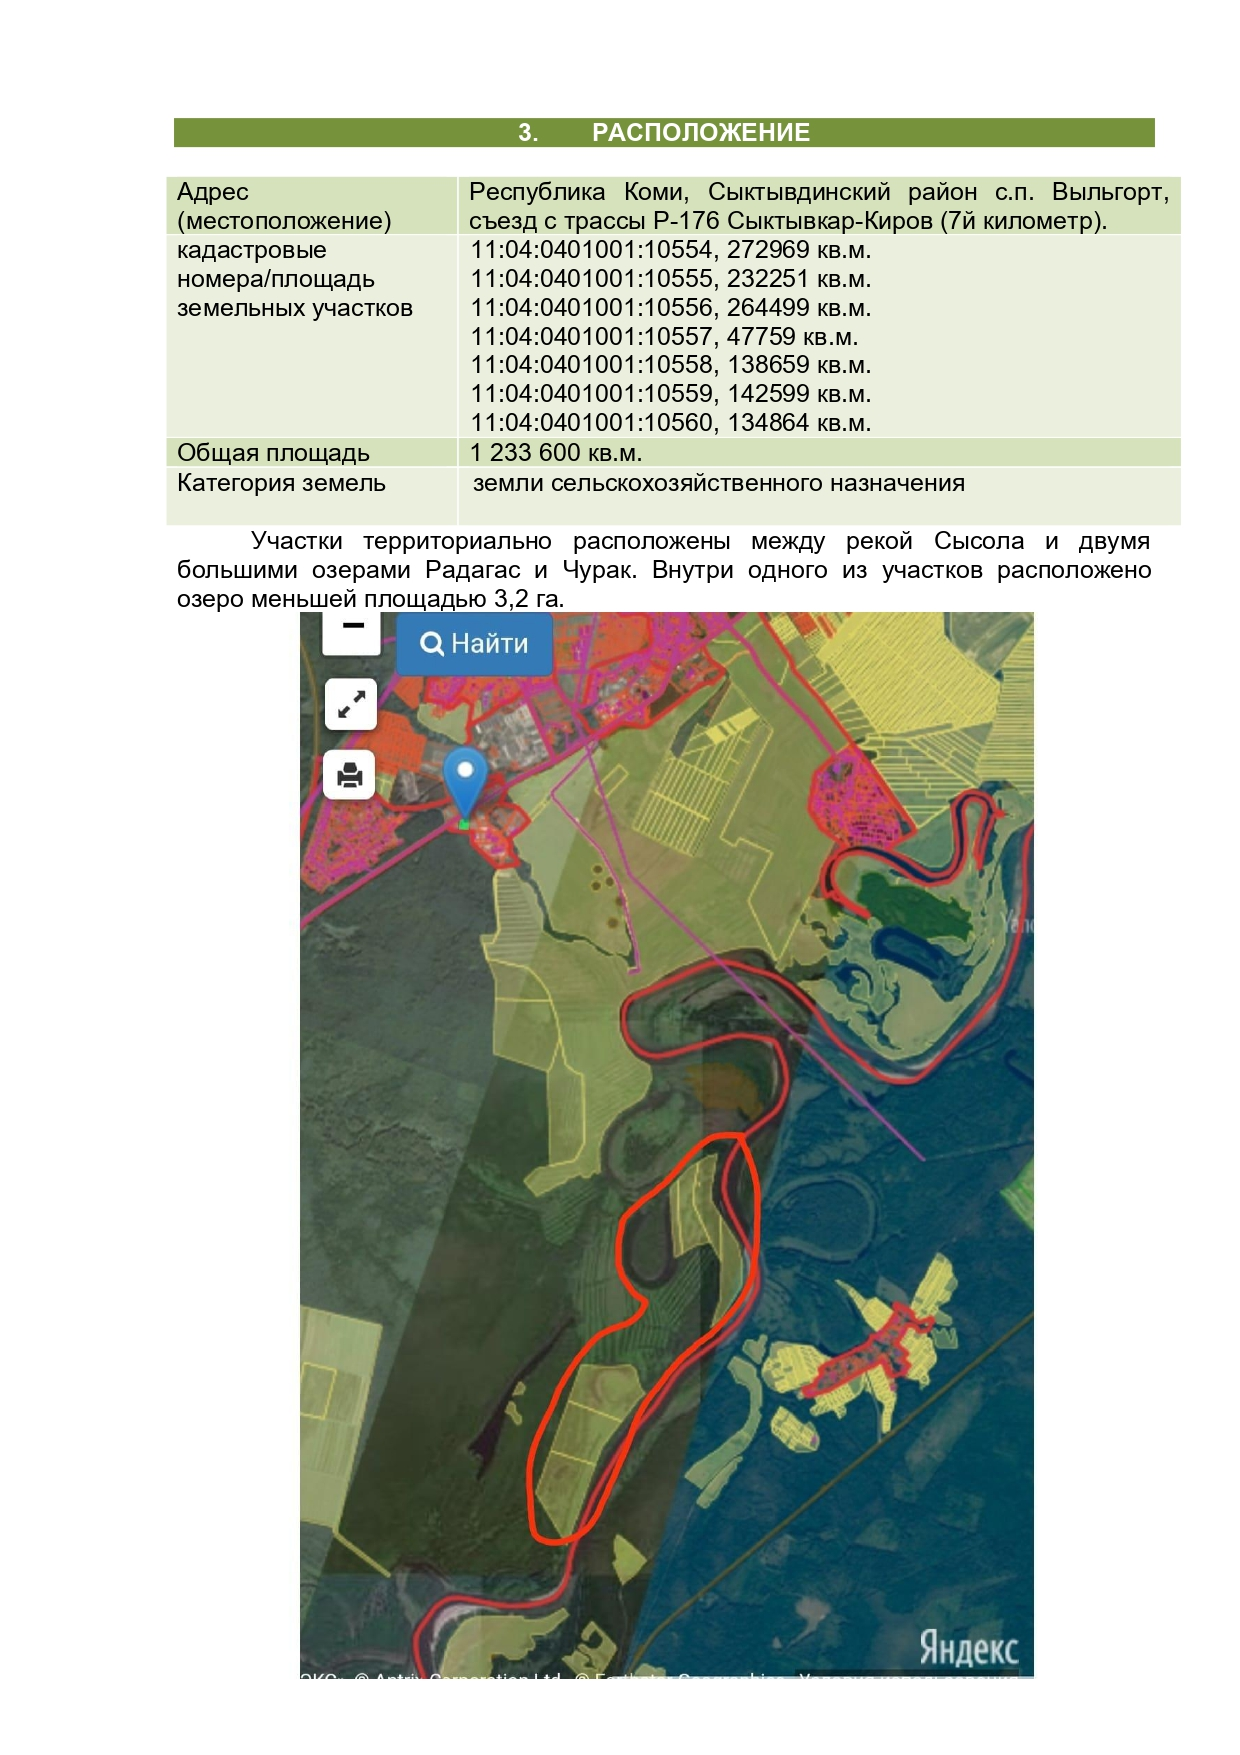 3. РАСПОЛОЖЕНИЕ
Адрес
(местоположение)
Республика Коми, Сыктывдинский район с.п. Выльгорт,
съезд с трассы Р-176 Сыктывкар-Киров (7й километр).
кадастровые
номера/площадь
земельных участков
11:04:0401001:10554, 272969 кв.м.
11:04:0401001:10555, 232251 кв.м.
11:04:0401001:10556, 264499 кв.м.
11:04:0401001:10557, 47759 кв.м.
11:04:0401001:10558, 138659 кв.м.
11:04:0401001:10559, 142599 кв.м.
11:04:0401001:10560, 134864 кв.м.
Общая площадь
1 233 600 кв.м.
Категория земель
земли сельскохозяйственного назначения
Участки территориально расположены между рекой Сысола и двумя
большими озерами Радагас и Чурак. Внутри одного из участков расположено
озеро меньшей площадью 3,2 га.
Найти
Яндекс